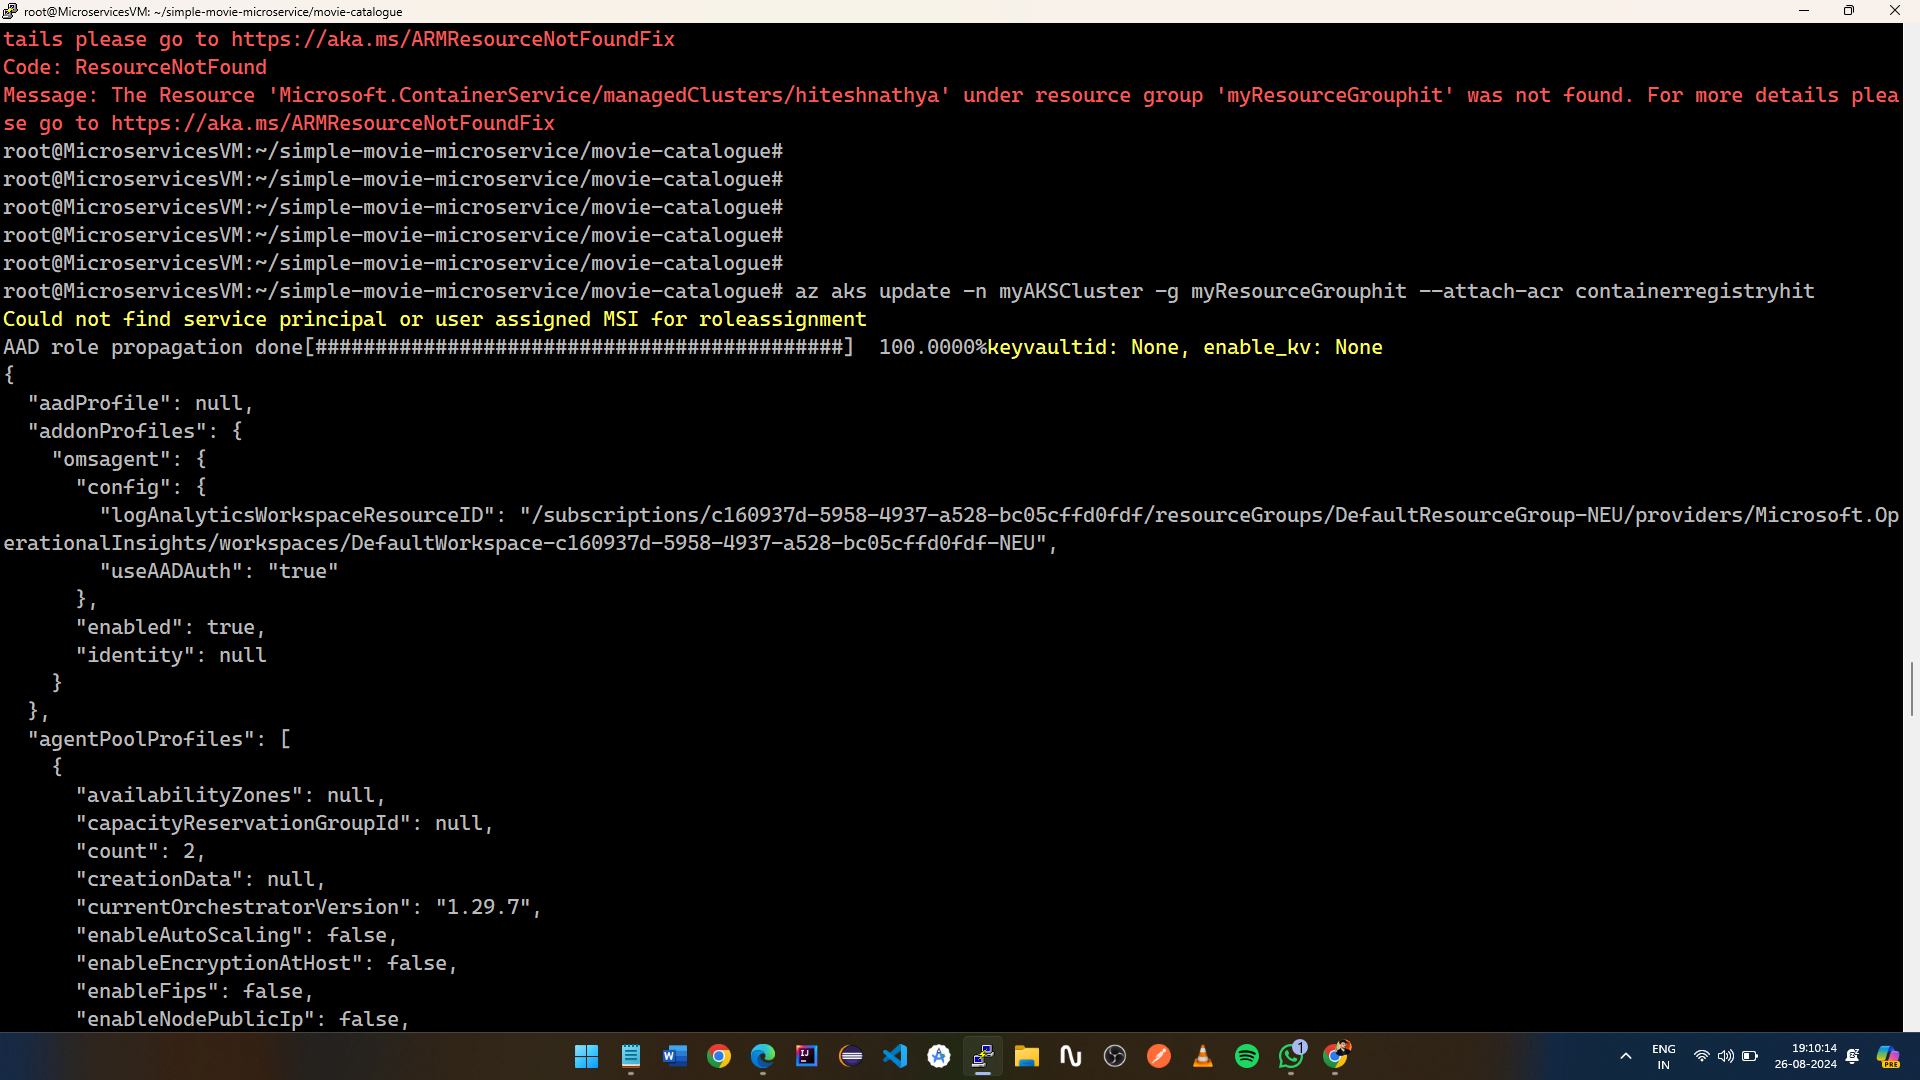 root@MicroservicesVM: ~/simple-movie-microservice/movie-catalogue
tails please go to https://aka.ms/ARMResourceNotFoundFix
Code: ResourceNotFound
Message: The Resource 'Microsoft.ContainerService/managedClusters/hiteshnathya' under resource group 'myResourceGrouphit' was not found. For more details plea
se go to https://aka.ms/ARMResourceNotFoundFix
root@MicroservicesVM:~/simple-movie-microservice/movie-catalogue#
root@MicroservicesVM:~/simple-movie-microservice/movie-catalogue#
root@MicroservicesVM:~/simple-movie-microservice/movie-catalogue#
root@MicroservicesVM:~/simple-movie-microservice/movie-catalogue#
root@MicroservicesVM:~/simple-movie-microservice/movie-catalogue#
root@MicroservicesVM:~/simple-movie-microservice/movie-catalogue# az aks update -n myAKSCluster -g myResourceGrouphit --attach-acr containerregistryhit
Could not find service principal or user assigned MSI for roleassignment
AAD role propagation done[############################################]  100.0000%keyvaultid: None, enable_kv: None
{
  "aadProfile": null,
  "addonProfiles": {
    "omsagent": {
      "config": {
        "logAnalyticsWorkspaceResourceID": "/subscriptions/c160937d-5958-4937-a528-bc05cffd0fdf/resourceGroups/DefaultResourceGroup-NEU/providers/Microsoft.Op
erationalInsights/workspaces/DefaultWorkspace-c160937d-5958-4937-a528-bc05cffd0fdf-NEU",
        "useAADAuth": "true"
      },
      "enabled": true,
      "identity": null
    }
  },
  "agentPoolProfiles": [
    {
      "availabilityZones": null,
      "capacityReservationGroupId": null,
      "count": 2,
      "creationData": null,
      "currentOrchestratorVersion": "1.29.7",
      "enableAutoScaling": false,
      "enableEncryptionAtHost": false,
      "enableFips": false,
      "enableNodePublicIp": false,
ENG
IN
19:10:14
26-08-2024
1
PRE